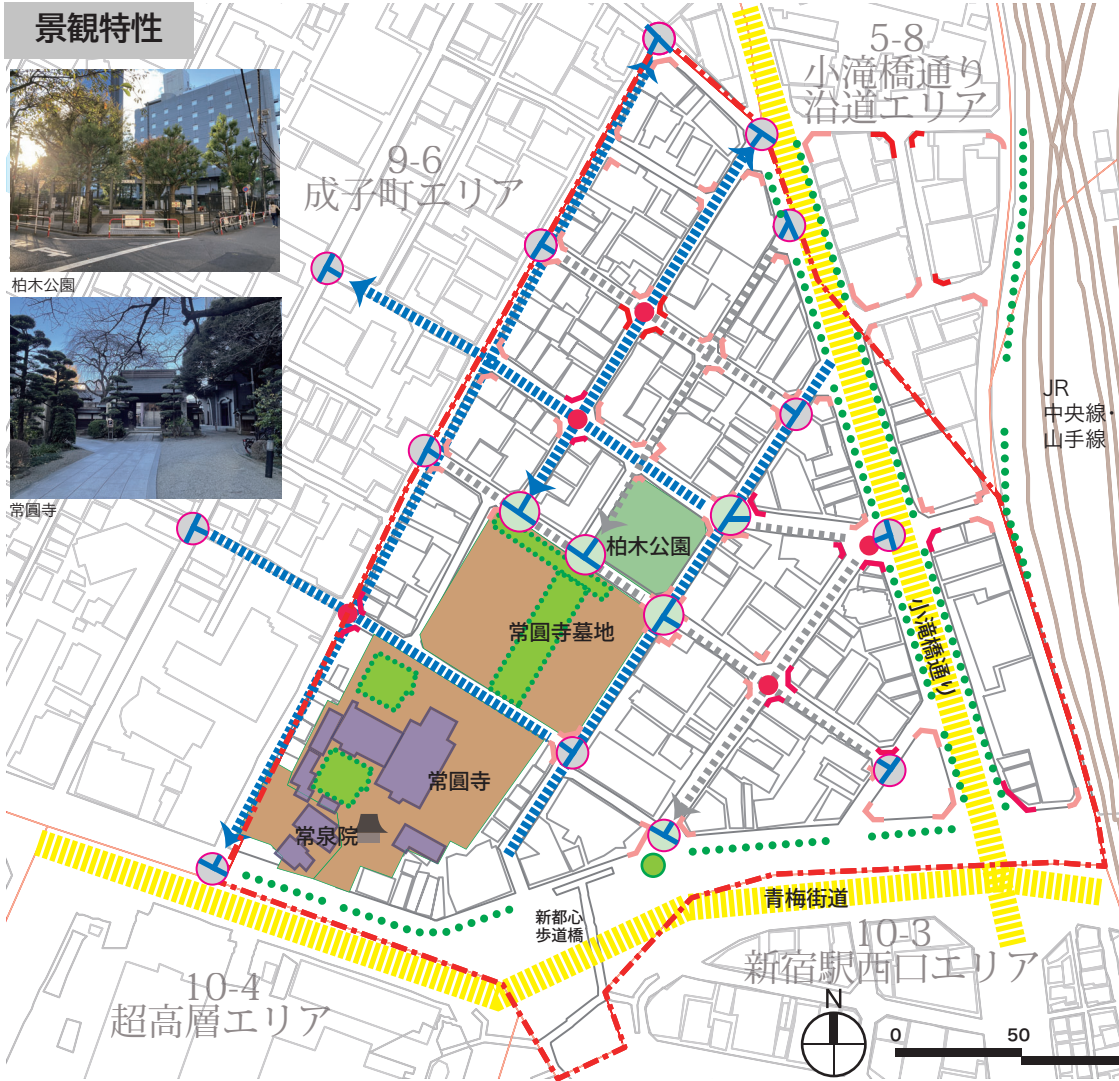 景観特性
柏木公園
常圓寺
5-8
小滝橋通り
沿道エリア
9-6
成子町エリア
JR
中央線・
山手線
柏木公園
常圓寺墓地
小滝橋通り
常圓寺
常泉院
新都心
歩道橋
青梅街道
10-3
新宿駅西口エリア
10-4
超高層エリア
N
0
50